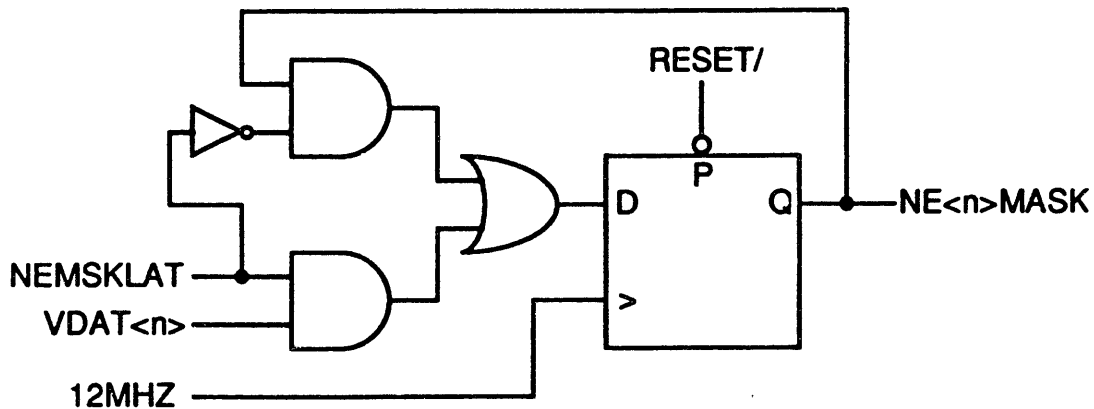 RESET/
P
D
Q
NE<n>MASK
NEMSKLAT
>
VDAT<n>
12MHZ